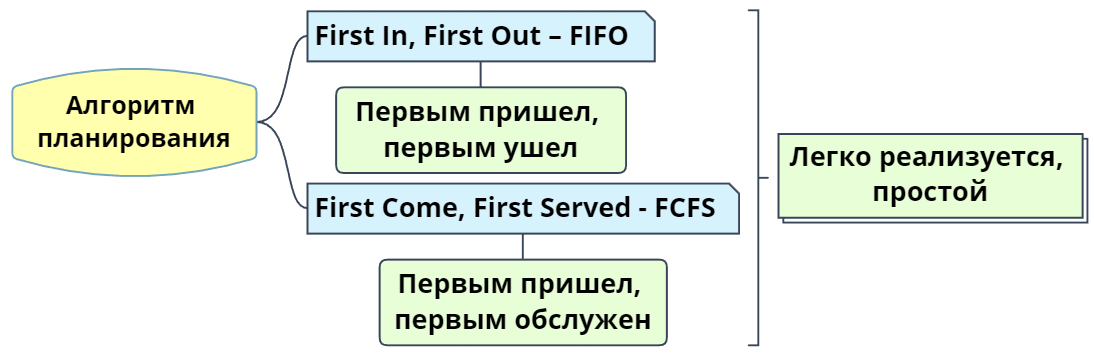 Алгоритм
планирования
First In, First Out – FIFO
Первым пришел,
первым ушел
First Come, First Served - FCFS
Первым пришел,
первым обслужен
Легко реализуется,
простой